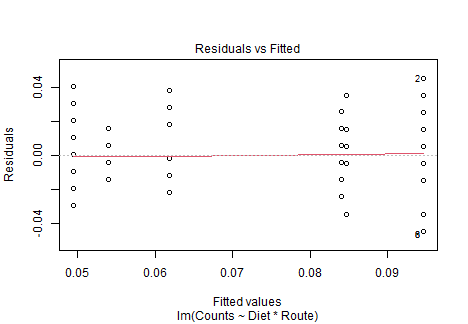 Residuals vs Fitted
Residuals
0.04
0.00
-0.04
2
6
0.05
0.06
0.07
0.08
0.09
Fitted values
lm(Counts ~ Diet * Route)